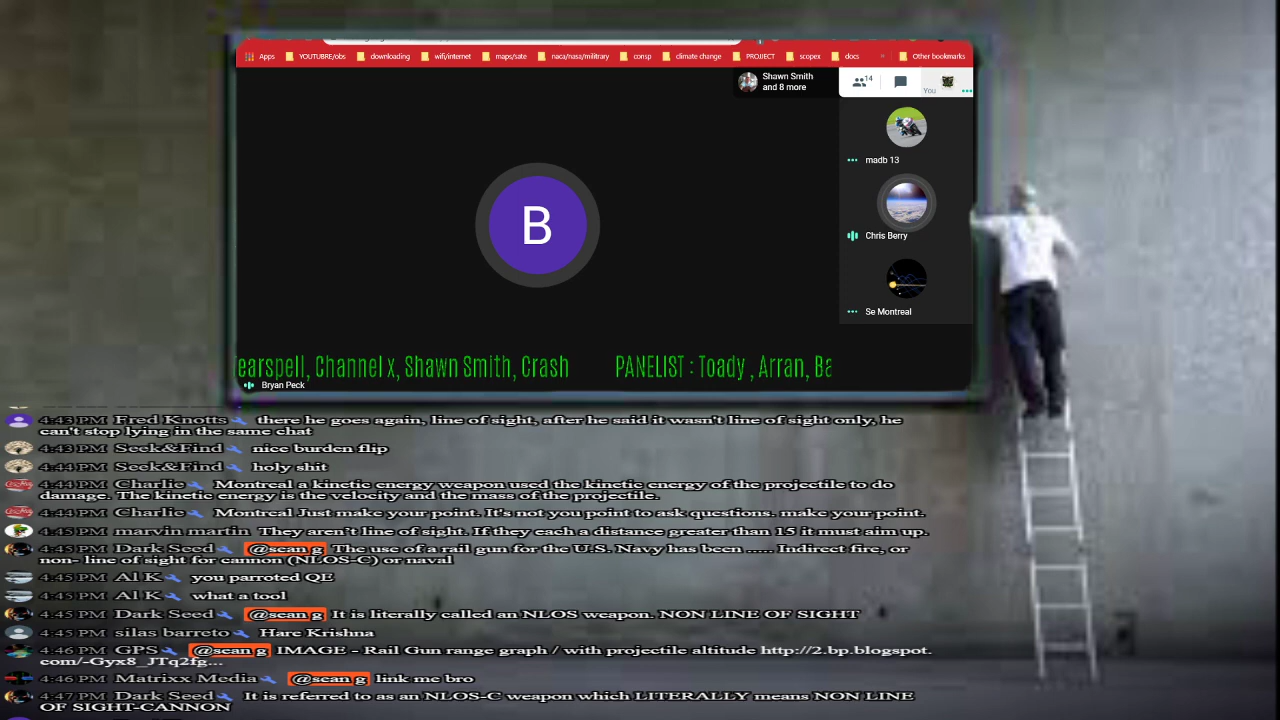 Apps YOUTUBRE/obs downloading wifi/internet maps/sate naca/nasa/militrary consp climate change PROJECT scopex docs Other bookmarks
Shawn Smith
and 8 more
14
You
madb 13
B
Chris Berry
Se Montreal
earspell, Channel x, Shawn Smith, Crash PANELIST : Toady , Arran, Ba
Bryan Peck
4:43 PM Fred Knotts there he goes again, line of sight, after he said it wasn't line of sight only, he
can't stop lying in the same chat
4:43 PM Seek&Find nice burden flip
4:44 PM Seek&Find holy shit
4:44 PM Charlie Montreal a kinetic energy weapon used the kinetic energy of the projectile to do
damage. The kinetic energy is the velocity and the mass of the projectile.
4:44 PM Charlie Montreal Just make your point. It's not you point to ask questions. make your point.
4:45 PM marvin martin They aren't line of sight. If they each a distance greater than 15 it must aim up.
4:45 PM Dark Seed @sean g The use of a rail gun for the U.S. Navy has been ..... Indirect fire, or
non- line of sight for cannon (NLOS-C) or naval
4:45 PM Al K you parroted QE
4:45 PM Al K what a tool
4:45 PM Dark Seed @sean g It is literally called an NLOS weapon. NON LINE OF SIGHT
4:45 PM silas barreto Hare Krishna
4:46 PM GPS @sean g IMAGE - Rail Gun range graph / with projectile altitude http://2.bp.blogspot.
com/-Gyx8_JTq2fg...
4:46 PM Matrixx Media @sean g link me bro
4:47 PM Dark Seed It is referred to as an NLOS-C weapon which LITERALLY means NON LINE
OF SIGHT-CANNON